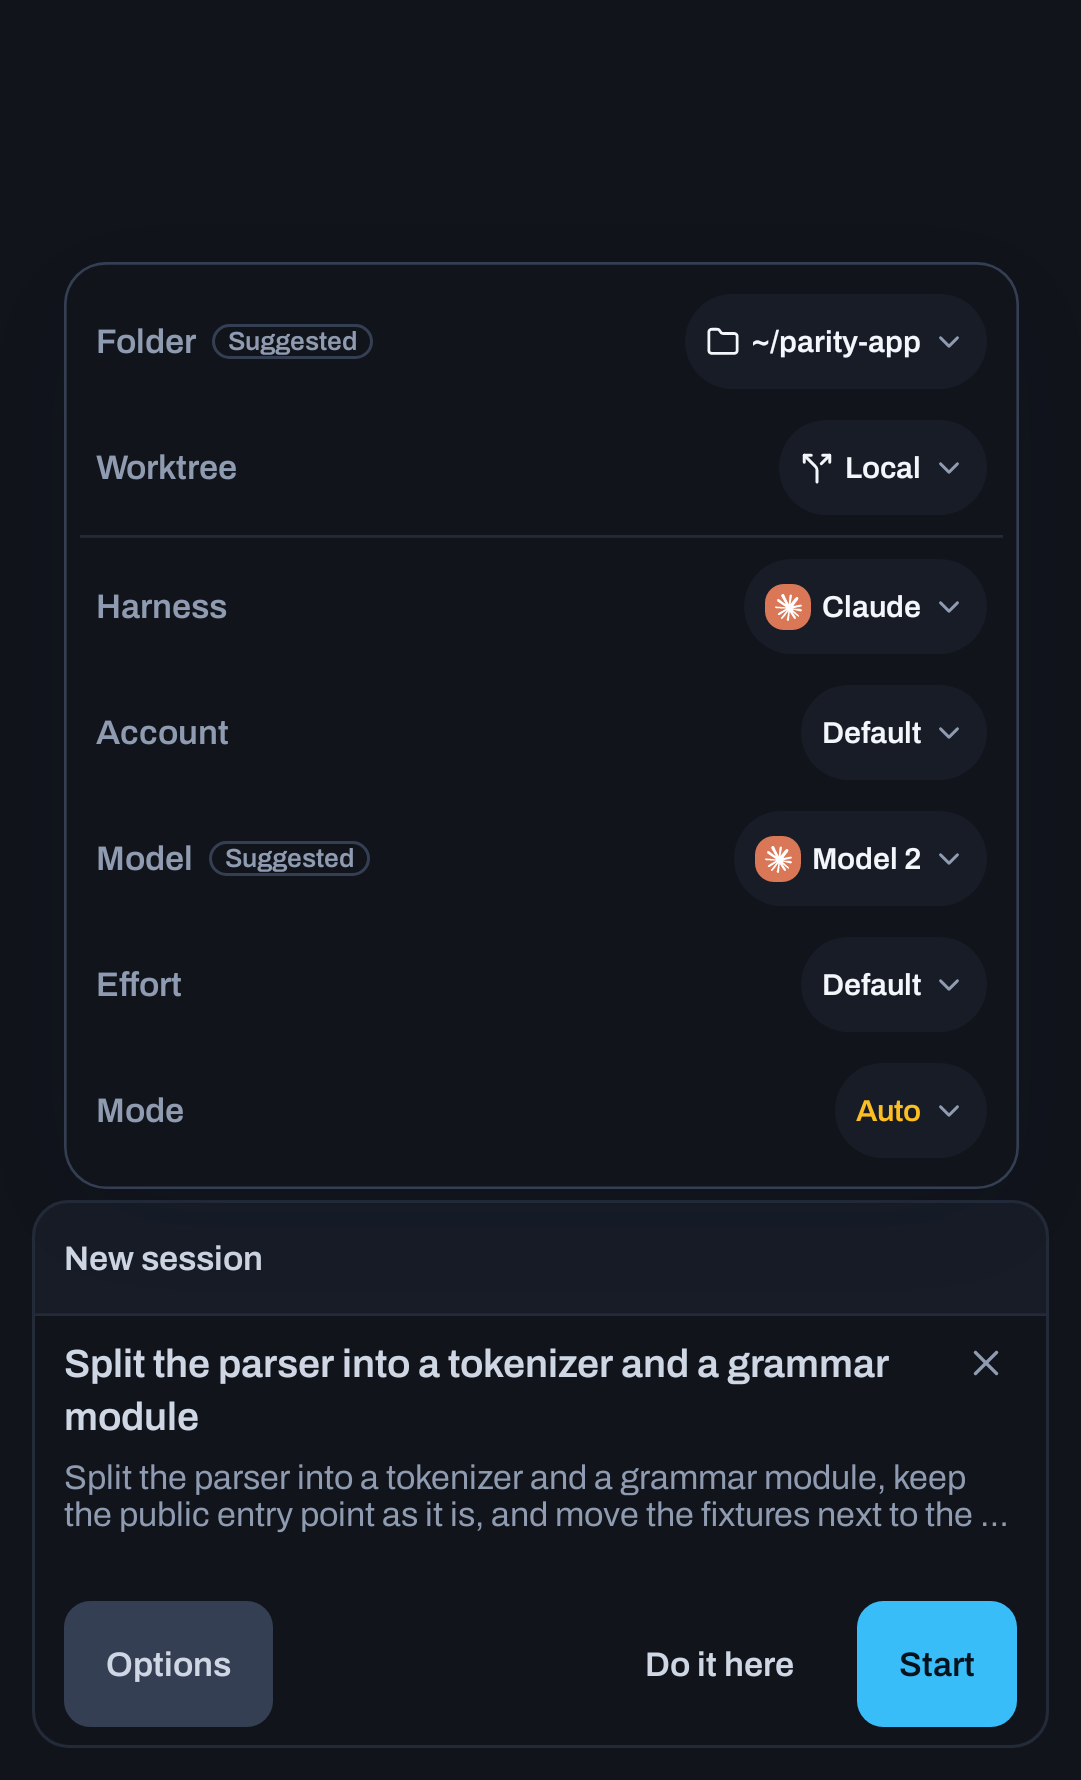 Folder Suggested ~/parity-app
Worktree Local
Harness Claude
Account Default
Model Suggested Model 2
Effort Default
Mode Auto
New session
Split the parser into a tokenizer and a grammar
module
Split the parser into a tokenizer and a grammar module, keep
the public entry point as it is, and move the fixtures next to the ...
Options Do it here Start